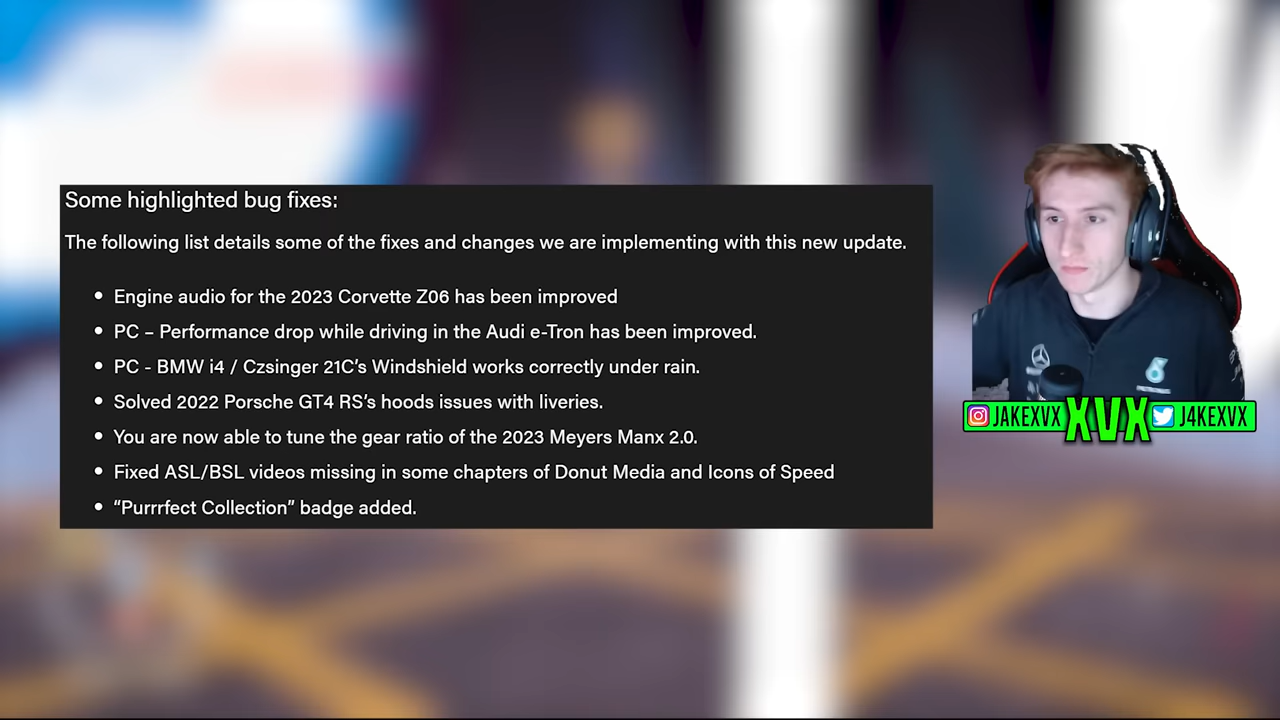 Some highlighted bug fixes:
The following list details some of the fixes and changes we are implementing with this new update.
• Engine audio for the 2023 Corvette Z06 has been improved
• PC – Performance drop while driving in the Audi e-Tron has been improved.
• PC - BMW i4 / Czsinger 21C’s Windshield works correctly under rain.
• Solved 2022 Porsche GT4 RS’s hoods issues with liveries.
• You are now able to tune the gear ratio of the 2023 Meyers Manx 2.0.
• Fixed ASL/BSL videos missing in some chapters of Donut Media and Icons of Speed
• “Purrrfect Collection” badge added.
JAKEXVX XVX J4KEXVX